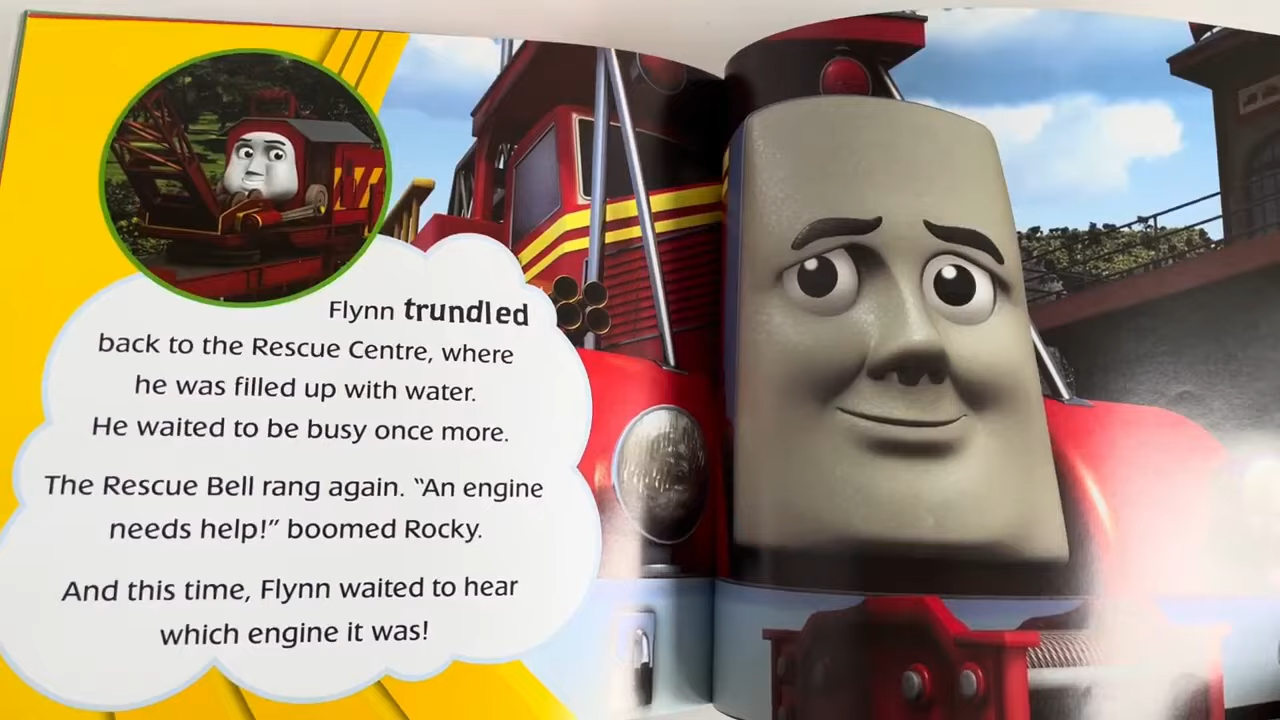 Flynn trundled
back to the Rescue Centre, where
he was filled up with water.
He waited to be busy once more.
The Rescue Bell rang again. “An engine
needs help!” boomed Rocky.
And this time, Flynn waited to hear
which engine it was!